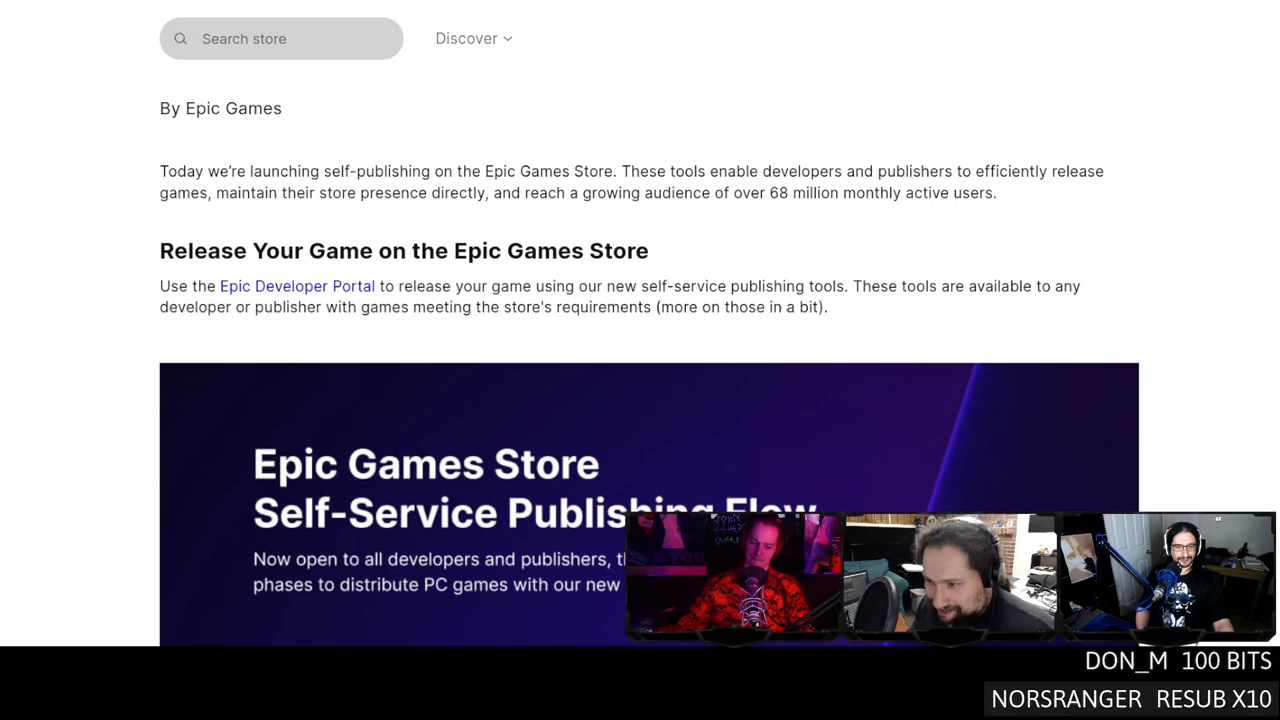 Search store
Discover
By Epic Games
Today we're launching self-publishing on the Epic Games Store. These tools enable developers and publishers to efficiently release
games, maintain their store presence directly, and reach a growing audience of over 68 million monthly active users.
Release Your Game on the Epic Games Store
Use the Epic Developer Portal to release your game using our new self-service publishing tools. These tools are available to any
developer or publisher with games meeting the store's requirements (more on those in a bit).
Epic Games Store
Self-Service Publishing Flow
Now open to all developers and publishers,
phases to distribute PC games with our new
DON_M 100 BITS
NORSRANGER RESUB X10